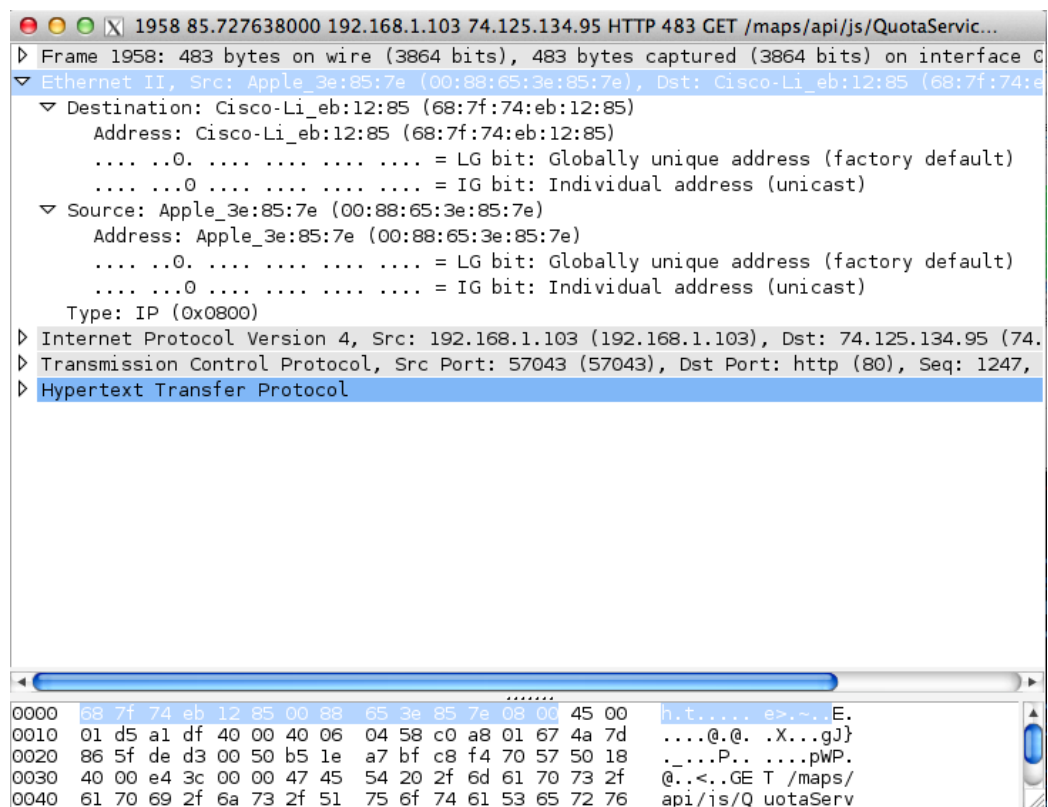 X 1958 85.727638000 192.168.1.103 74.125.134.95 HTTP 483 GET /maps/api/js/QuotaServic...
Frame 1958: 483 bytes on wire (3864 bits), 483 bytes captured (3864 bits) on interface
Ethernet II, Src: Apple_3e:85:7e (00:88:65:3e:85:7e), Dst: Cisco-Li_eb:12:85 (68:7f:74:e
Destination: Cisco-Li_eb:12:85 (68:7f:74:eb:12:85)
Address: Cisco-Li_eb:12:85 (68:7f:74:eb:12:85)
.... ..0. .... .... .... .... = LG bit: Globally unique address (factory default)
.... ...0 .... .... .... .... = IG bit: Individual address (unicast)
Source: Apple_3e:85:7e (00:88:65:3e:85:7e)
Address: Apple_3e:85:7e (00:88:65:3e:85:7e)
.... ..0. .... .... .... .... = LG bit: Globally unique address (factory default)
.... ...0 .... .... .... .... = IG bit: Individual address (unicast)
Type: IP (0x0800)
Internet Protocol Version 4, Src: 192.168.1.103 (192.168.1.103), Dst: 74.125.134.95 (74.
Transmission Control Protocol, Src Port: 57043 (57043), Dst Port: http (80), Seq: 1247,
Hypertext Transfer Protocol
0000 68 7f 74 eb 12 85 00 88 65 3e 85 7e 08 00 45 00 h.t..... e>.~..E.
0010 01 d5 a1 df 40 00 40 06 04 58 c0 a8 01 67 4a 7d ....@.@. .X...gJ}
0020 86 5f de d3 00 50 b5 1e a7 bf c8 f4 70 57 50 18 ._...P.. ....pWP.
0030 40 00 e4 3c 00 00 47 45 54 20 2f 6d 61 70 73 2f @..<..GE T /maps/
0040 61 70 69 2f 6a 73 2f 51 75 6f 74 61 53 65 72 76 api/js/Q uotaServ